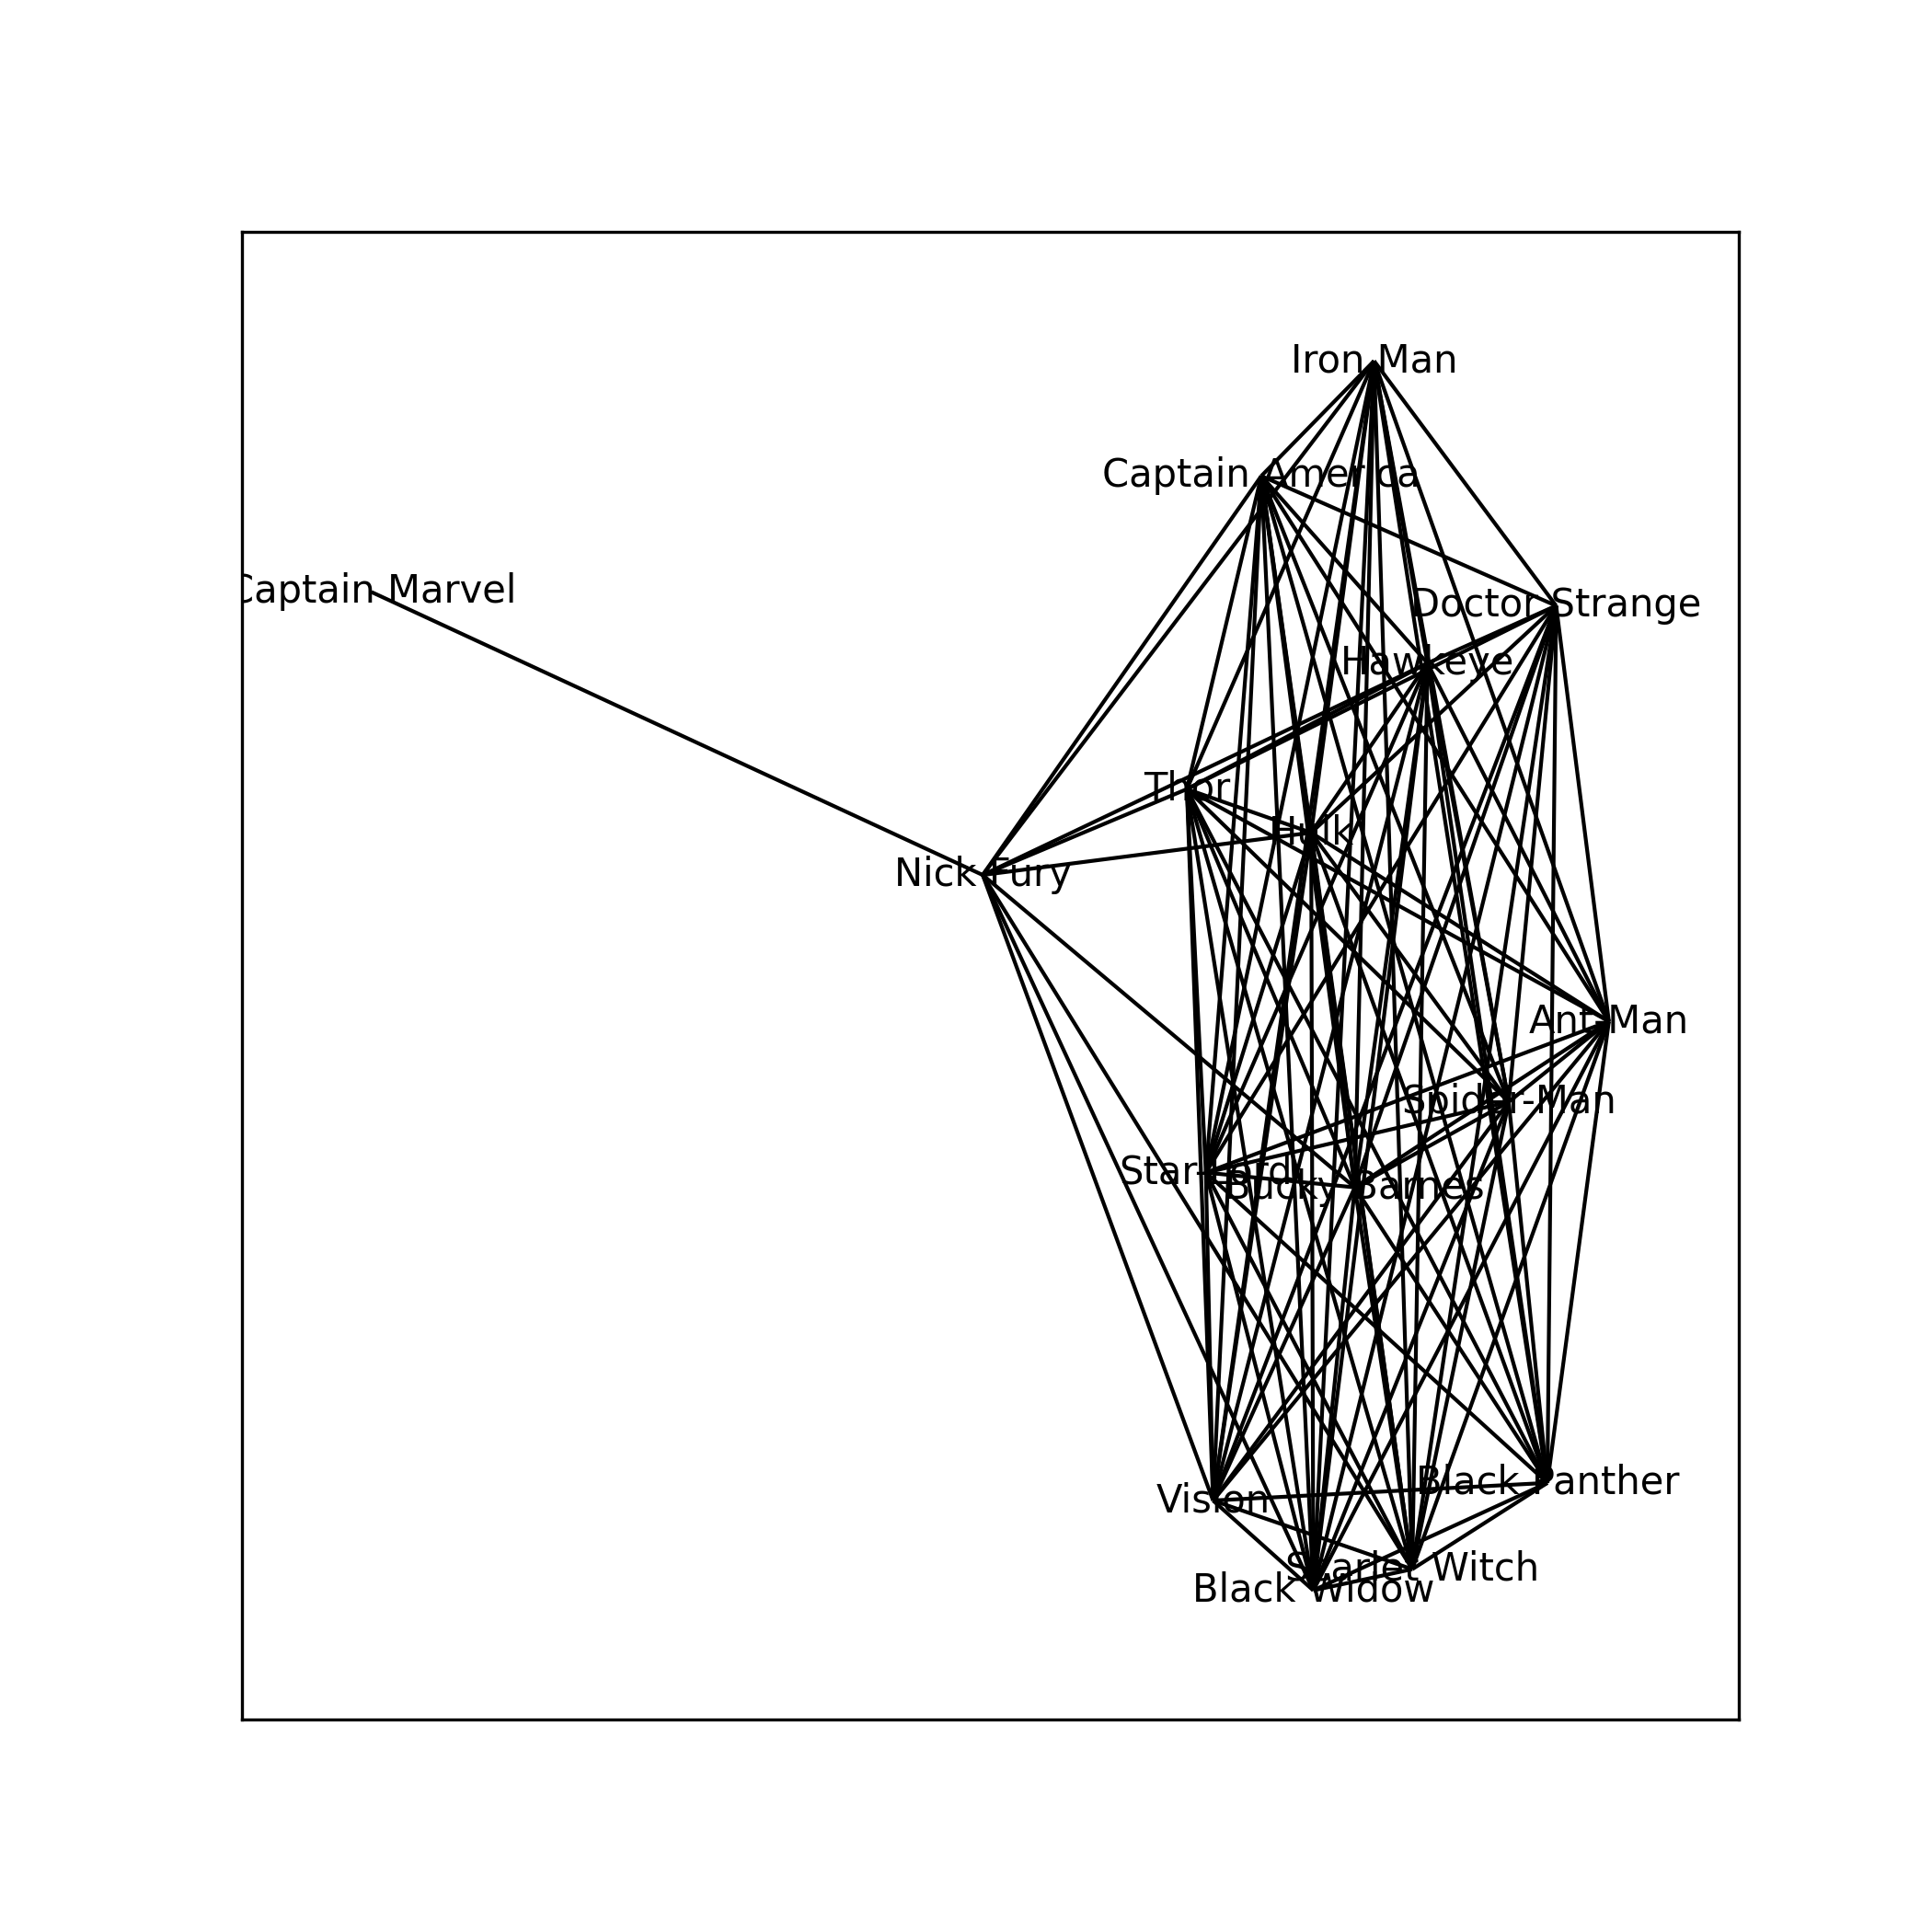 Iron Man
Captain America
Captain Marvel
Doctor Strange
Hawkeye
Thor
Hulk
Nick Fury
Ant-Man
Spider-Man
Star-Lord
Bucky Barnes
Black Panther
Vision
Scarlet Witch
Black Widow